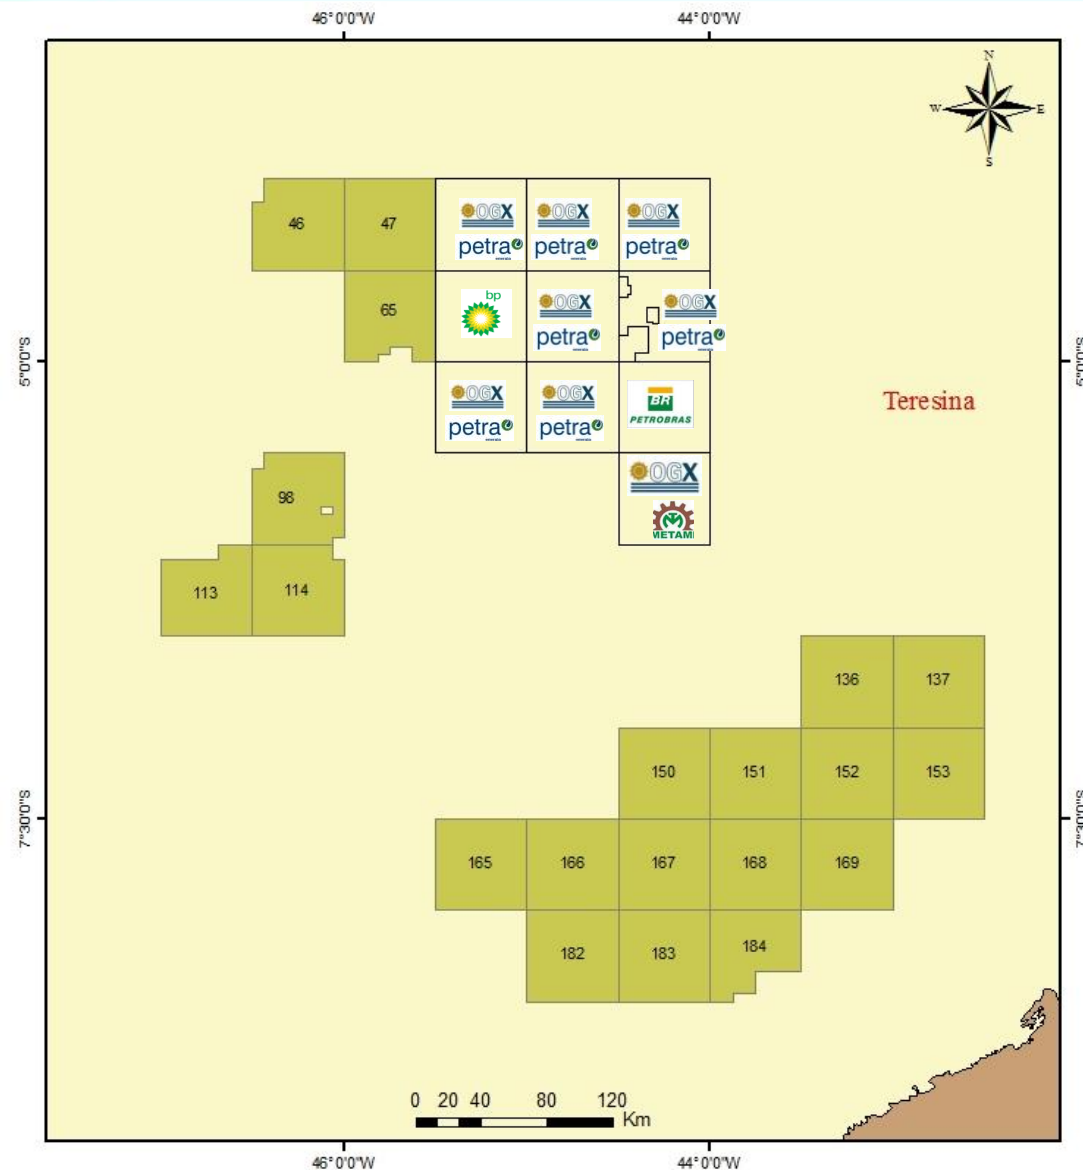 46°0'0"W 44°0'0"W
N
W E
S
46 47
OGX OGX OGX
petra petra petra
65
bp
OGX OGX
petra petra
5°0'0"S 5°0'0"S
Teresina
OGX OGX
petra petra
BR
PETROBRAS
98
OGX
METAMI
113 114
136 137
150 151 152 153
7°30'0"S 7°30'0"S
165 166 167 168 169
182 183 184
0 20 40 80 120
Km
46°0'0"W 44°0'0"W